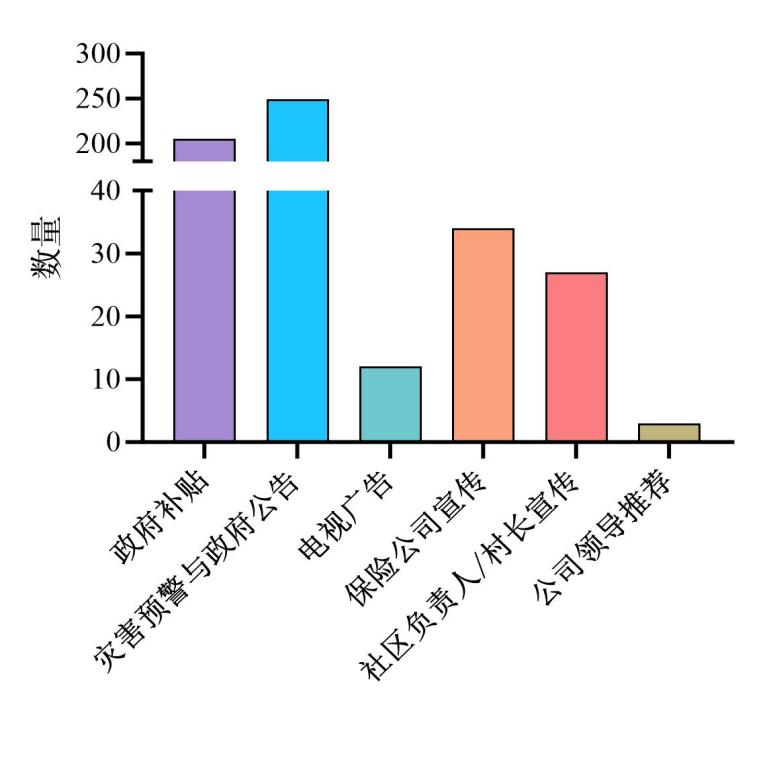 300
250
200
40
30
20
10
0
数量
政府补贴
灾害预警与政府公告
电视广告
保险公司宣传
社区负责人/村长宣传
公司领导推荐